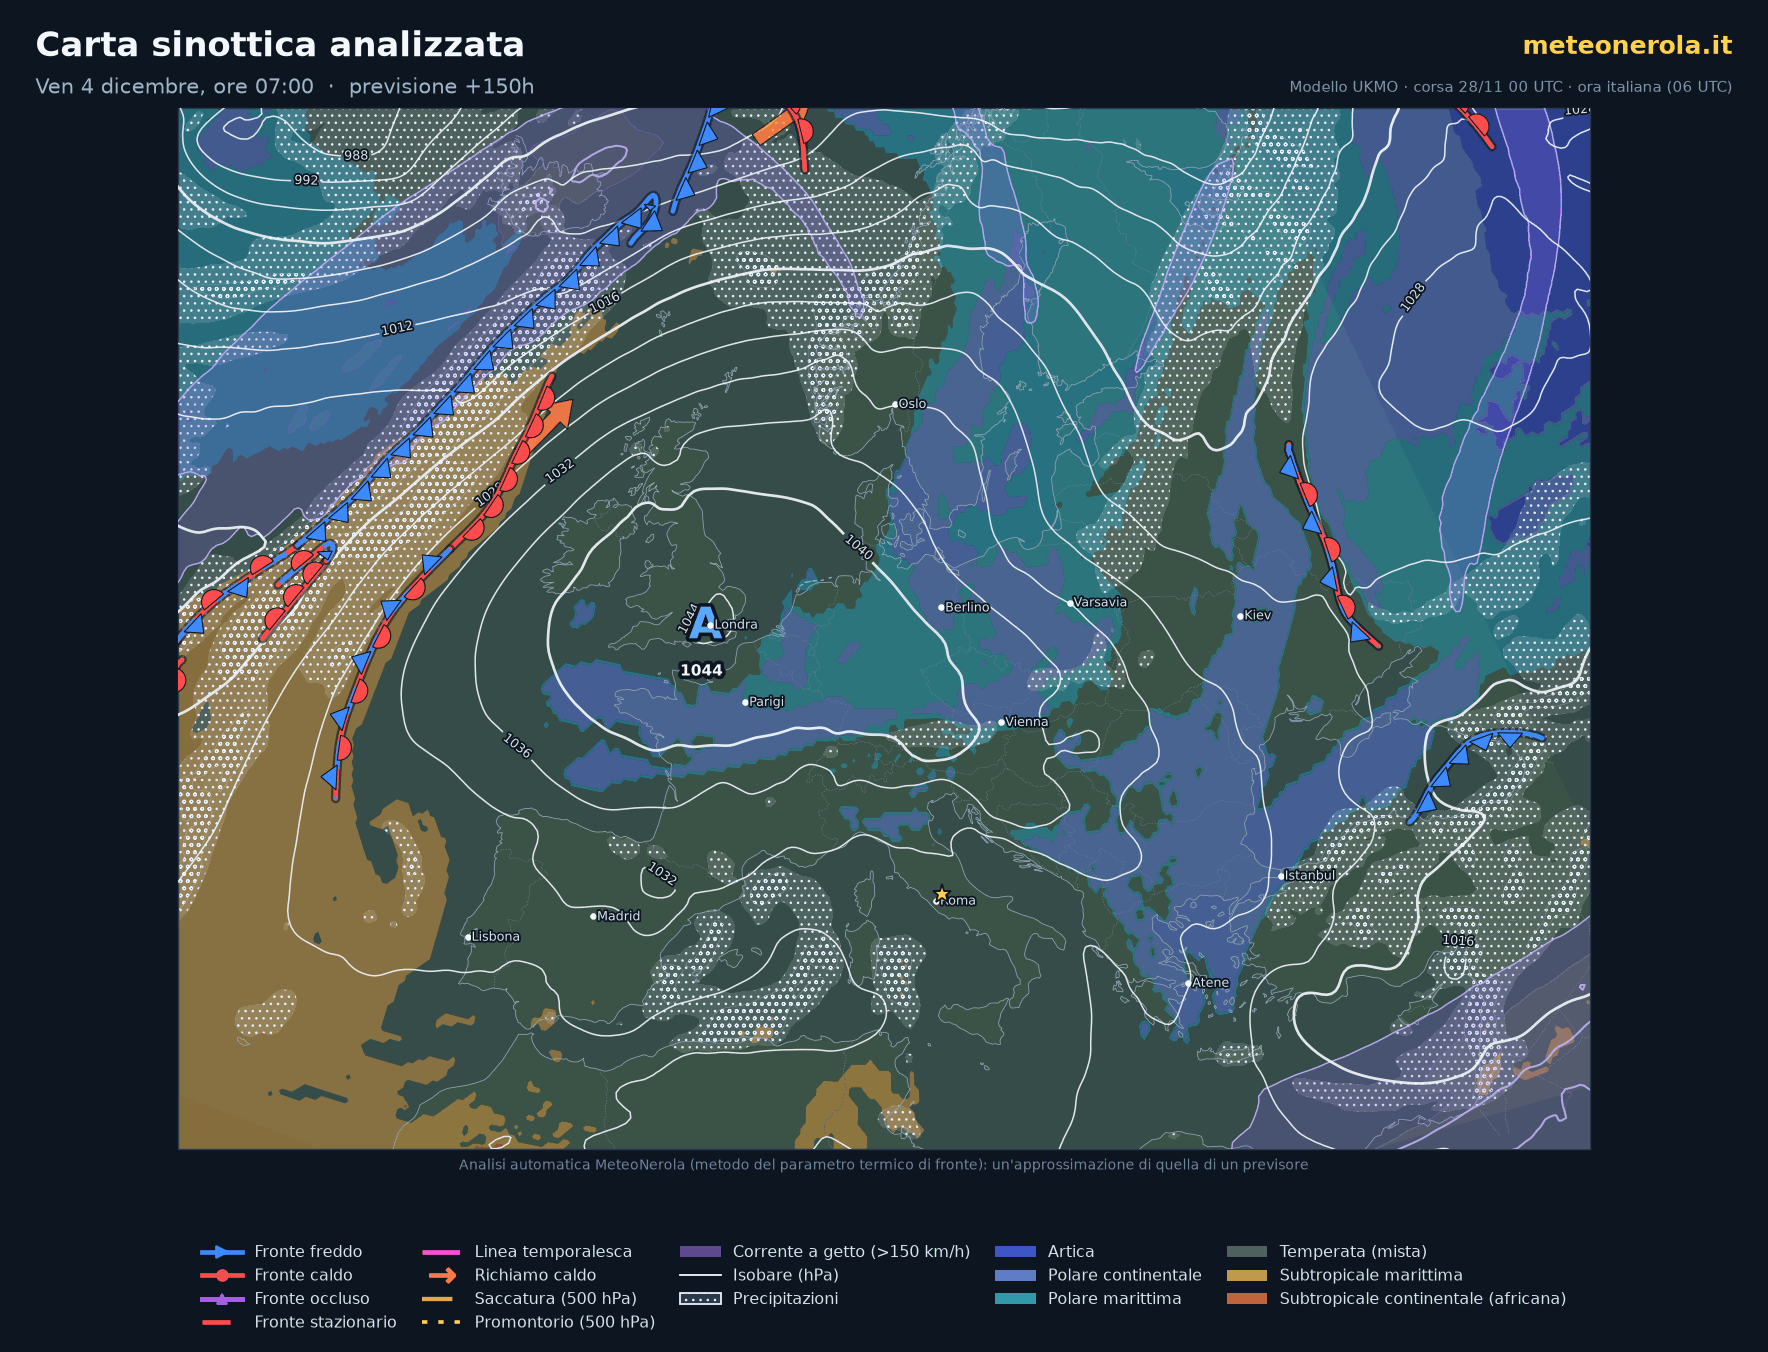 Carta sinottica analizzata
meteonerola.it
Ven 4 dicembre, ore 07:00 · previsione +150h
Modello UKMO · corsa 28/11 00 UTC · ora italiana (06 UTC)
988
992
1012
1016
1028
1028
1032
1040
1044
1044
A
1036
1032
1016
Oslo
Londra
Berlino
Varsavia
Kiev
Parigi
Vienna
Istanbul
Madrid
Roma
Lisbona
Atene
Analisi automatica MeteoNerola (metodo del parametro termico di fronte): un'approssimazione di quella di un previsore
Fronte freddo
Fronte caldo
Fronte occluso
Fronte stazionario
Linea temporalesca
Richiamo caldo
Saccatura (500 hPa)
Promontorio (500 hPa)
Corrente a getto (>150 km/h)
Isobare (hPa)
Precipitazioni
Artica
Polare continentale
Polare marittima
Temperata (mista)
Subtropicale marittima
Subtropicale continentale (africana)